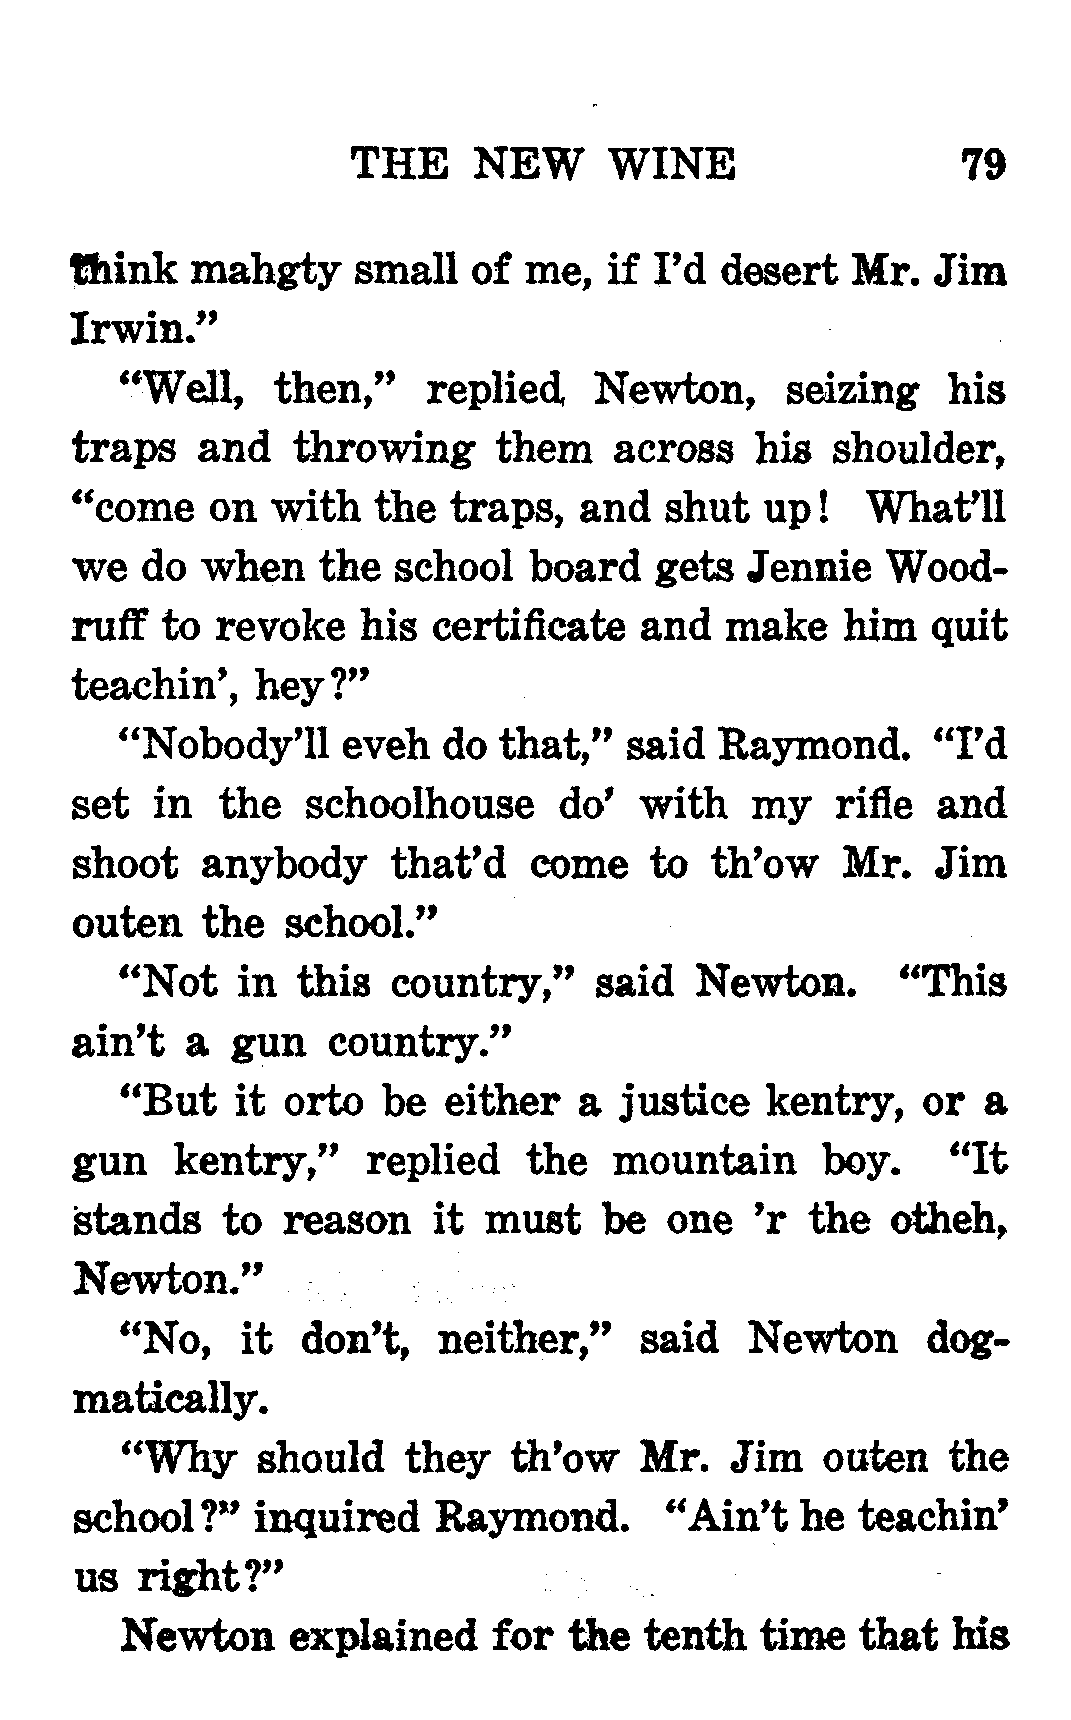 THE NEW WINE 79
think mahgty small of me, if I'd desert Mr. Jim
Irwin."
"Well, then," replied Newton, seizing his
traps and throwing them across his shoulder,
"come on with the traps, and shut up! What'll
we do when the school board gets Jennie Wood-
ruff to revoke his certificate and make him quit
teachin', hey?"
"Nobody'll eveh do that," said Raymond. "I'd
set in the schoolhouse do' with my rifle and
shoot anybody that'd come to th'ow Mr. Jim
outen the school."
"Not in this country," said Newton. "This
ain't a gun country."
"But it orto be either a justice kentry, or a
gun kentry," replied the mountain boy. "It
stands to reason it must be one 'r the otheh,
Newton."
"No, it don't, neither," said Newton dog-
matically.
"Why should they th'ow Mr. Jim outen the
school?" inquired Raymond. "Ain't he teachin'
us right?"
Newton explained for the tenth time that his